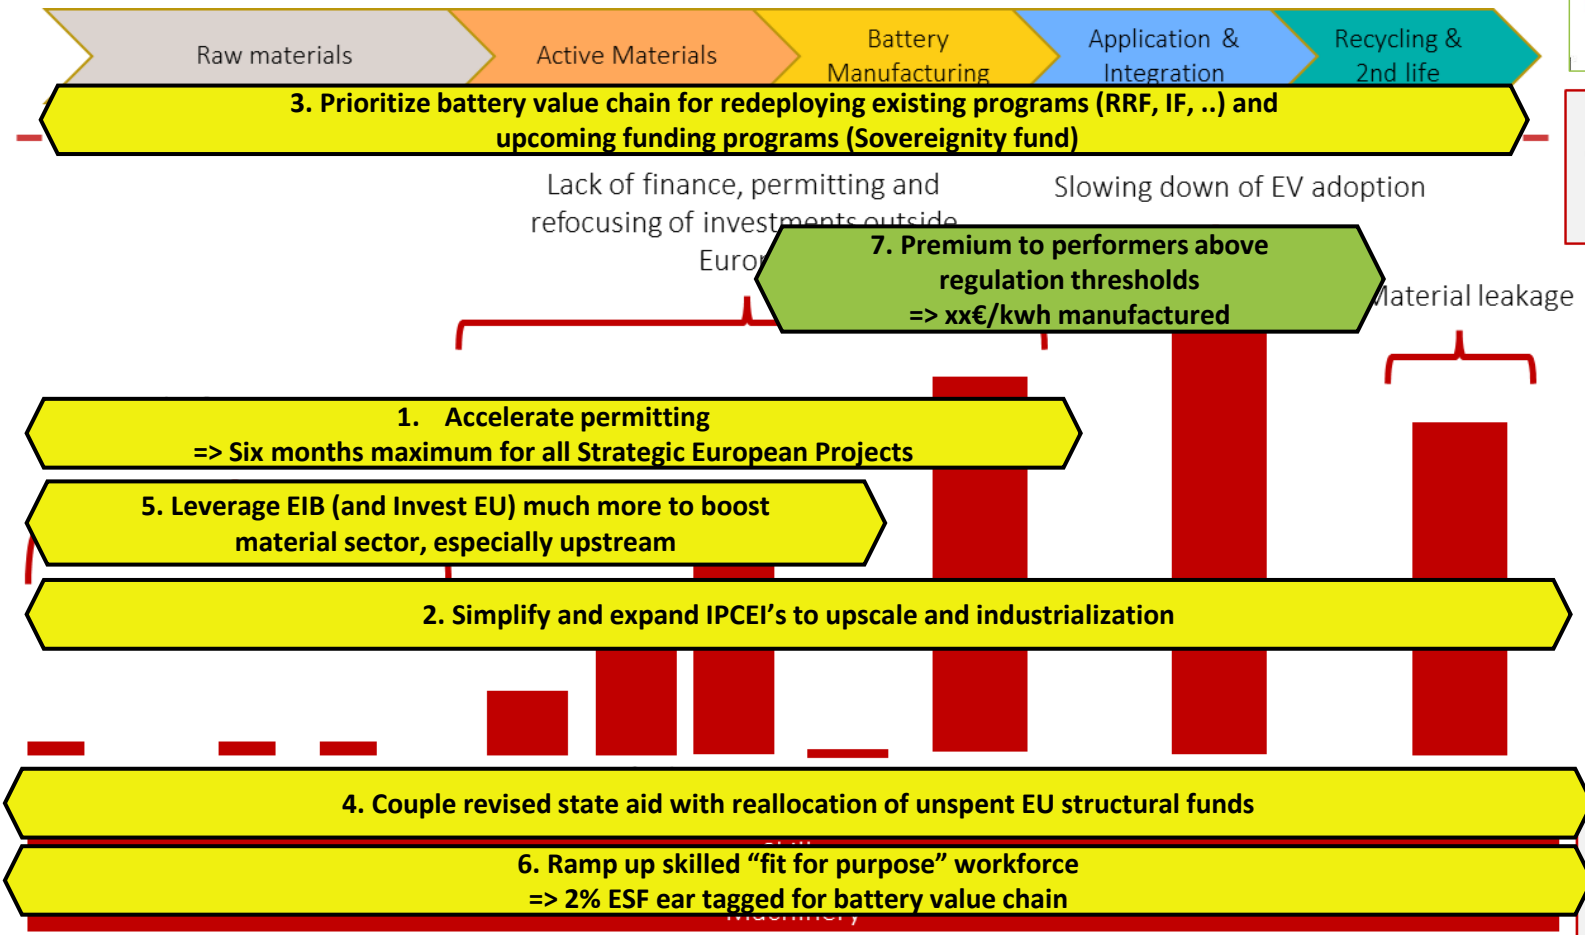 Raw materials
Active Materials
Battery
Manufacturing
Application &
Integration
Recycling &
2nd life
3. Prioritize battery value chain for redeploying existing programs (RRF, IF, ..) and
upcoming funding programs (Sovereignity fund)
Lack of finance, permitting and
refocusing of investments outside
Slowing down of EV adoption
7. Premium to performers above
regulation thresholds
=> xx€/kwh manufactured
Material leakage
1. Accelerate permitting
=> Six months maximum for all Strategic European Projects
5. Leverage EIB (and Invest EU) much more to boost
material sector, especially upstream
2. Simplify and expand IPCEI’s to upscale and industrialization
4. Couple revised state aid with reallocation of unspent EU structural funds
6. Ramp up skilled “fit for purpose” workforce
=> 2% ESF ear tagged for battery value chain
Machinery